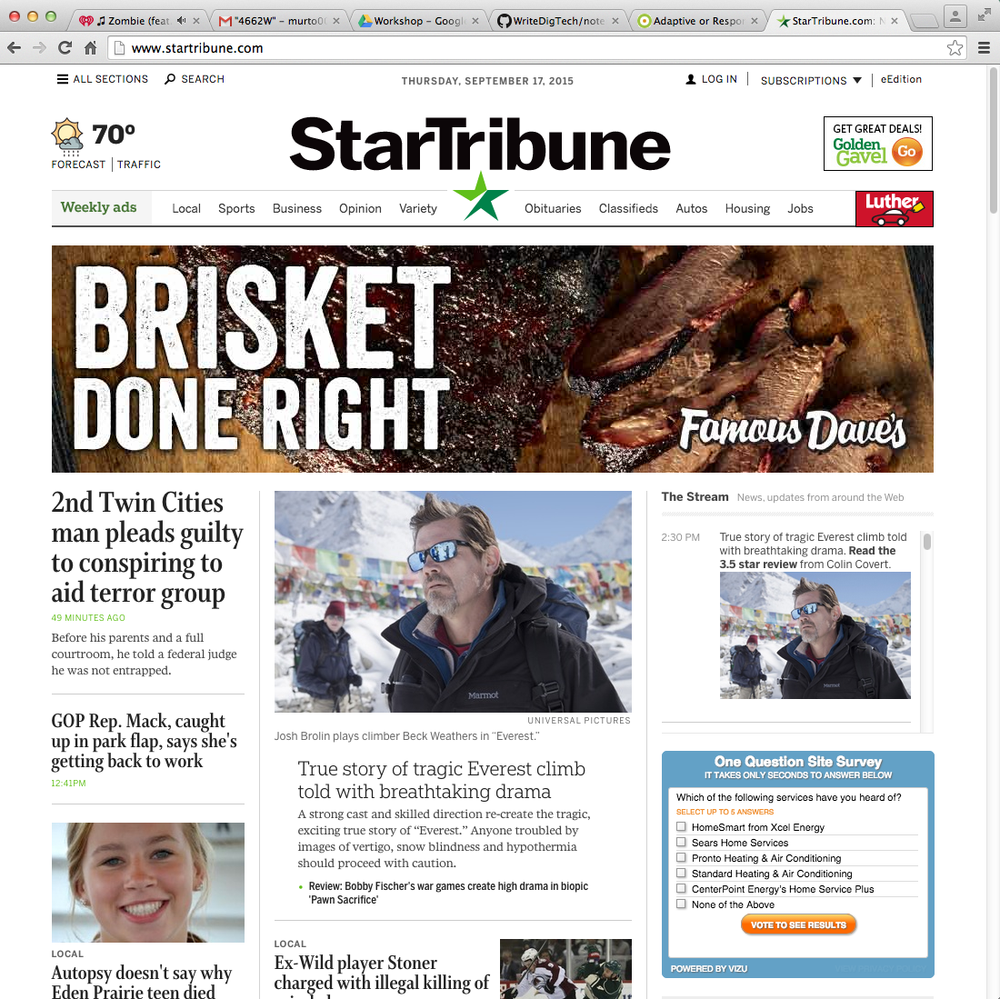 Zombie (feat.
"4662W" - murto0
Workshop - Google
WriteDigTech/note
Adaptive or Respon
StarTribune.com: N
www.startribune.com
ALL SECTIONS SEARCH THURSDAY, SEPTEMBER 17, 2015 LOG IN SUBSCRIPTIONS eEdition
70°
FORECAST TRAFFIC
StarTribune
GET GREAT DEALS!
Golden
Gavel Go
Weekly ads Local Sports Business Opinion Variety Obituaries Classifieds Autos Housing Jobs
Luther
BRISKET
DONE RIGHT
Famous Dave's
2nd Twin Cities
man pleads guilty
to conspiring to
aid terror group
49 MINUTES AGO
Before his parents and a full
courtroom, he told a federal judge
he was not entrapped.
GOP Rep. Mack, caught
up in park flap, says she's
getting back to work
12:41PM
LOCAL
Autopsy doesn't say why
Eden Prairie teen died
Marmot
UNIVERSAL PICTURES
Josh Brolin plays climber Beck Weathers in "Everest."
True story of tragic Everest climb
told with breathtaking drama
A strong cast and skilled direction re-create the tragic,
exciting true story of "Everest." Anyone troubled by
images of vertigo, snow blindness and hypothermia
should proceed with caution.
Review: Bobby Fischer's war games create high drama in biopic
'Pawn Sacrifice'
LOCAL
Ex-Wild player Stoner
charged with illegal killing of
The Stream News, updates from around the Web
2:30 PM
True story of tragic Everest climb told
with breathtaking drama. Read the
3.5 star review from Colin Covert.
Marmot
One Question Site Survey
IT TAKES ONLY SECONDS TO ANSWER BELOW
Which of the following services have you heard of?
SELECT UP TO 5 ANSWERS
HomeSmart from Xcel Energy
Sears Home Services
Pronto Heating & Air Conditioning
Standard Heating & Air Conditioning
CenterPoint Energy's Home Service Plus
None of the Above
VOTE TO SEE RESULTS
POWERED BY VIZU